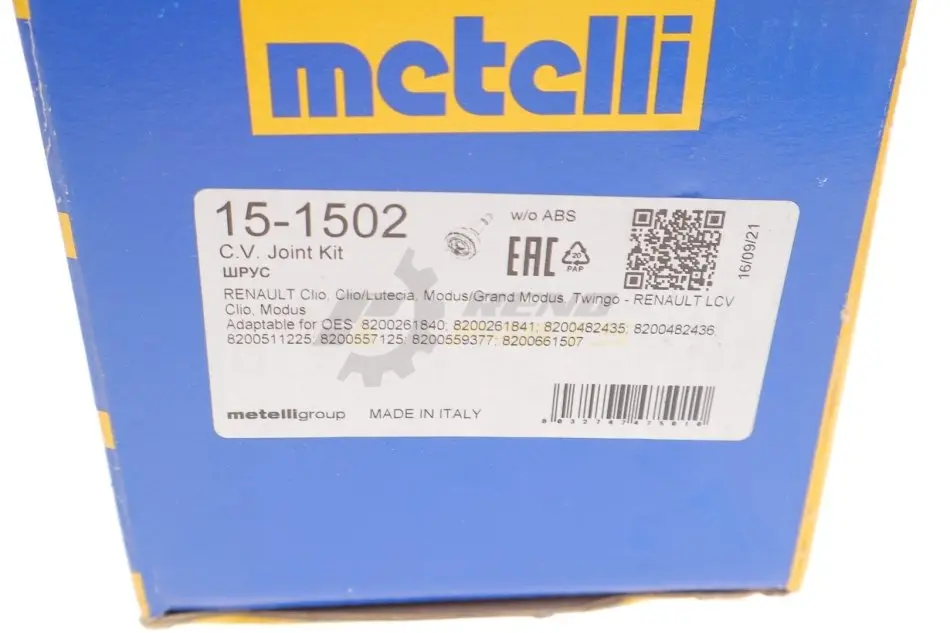 metelli
15-1502
w/o ABS
C.V. Joint Kit
ШРУС
EAC
20
PAP
16/09/21
RENAULT Clio, Clio/Lutecia, Modus/Grand Modus, Twingo - RENAULT LCV
Clio, Modus
Adaptable for OES: 8200261840; 8200261841; 8200482435; 8200482436;
8200511225; 8200557125; 8200559377; 8200661507
RENO
metelligroup
MADE IN ITALY